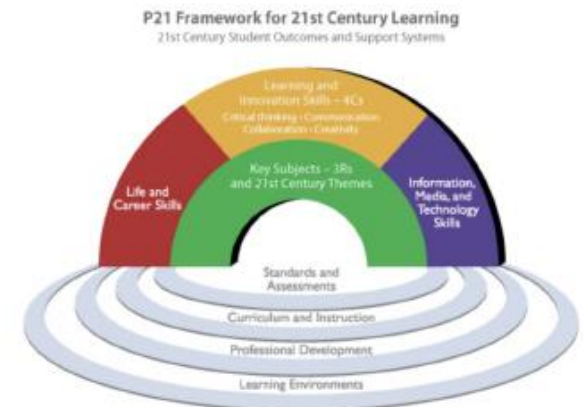 P21 Framework for 21st Century Learning
21st Century Student Outcomes and Support Systems
Learning and
Innovation Skills – 4Cs
Critical thinking • Communication
Collaboration • Creativity
Key Subjects – 3Rs
and 21st Century Themes
Life and
Career Skills
Information,
Media, and
Technology
Skills
Standards and
Assessments
Curriculum and Instruction
Professional Development
Learning Environments